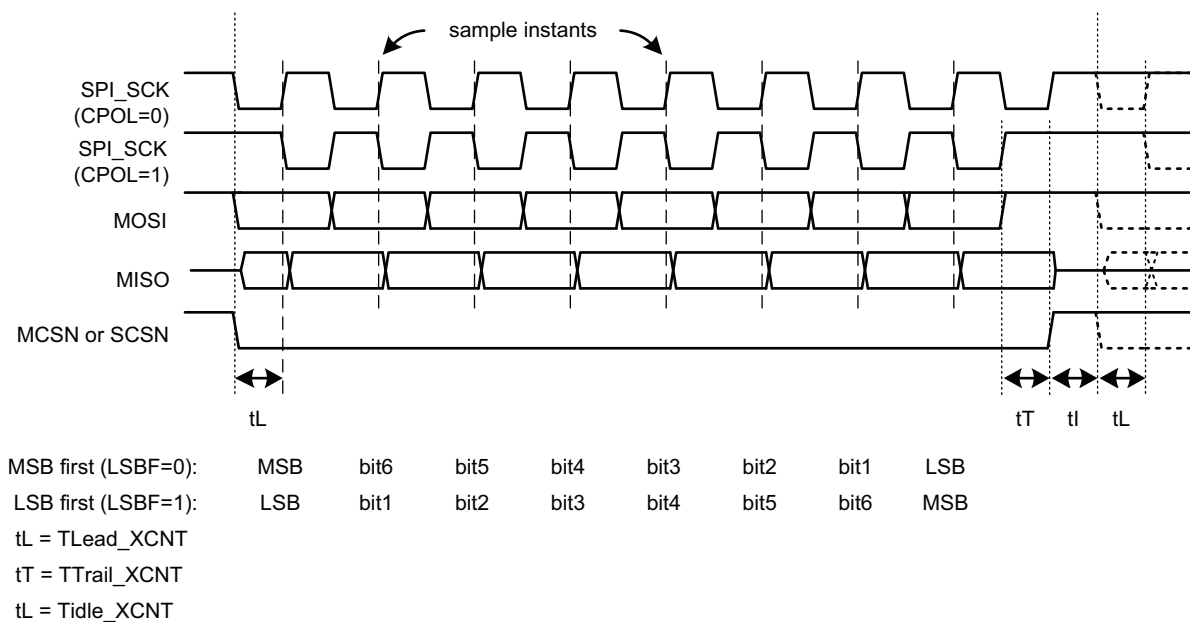 sample instants
SPI_SCK
(CPOL=0)
SPI_SCK
(CPOL=1)
MOSI
MISO
MCSN or SCSN
tL tT tI tL
MSB first (LSBF=0): MSB bit6 bit5 bit4 bit3 bit2 bit1 LSB
LSB first (LSBF=1): LSB bit1 bit2 bit3 bit4 bit5 bit6 MSB
tL = TLead_XCNT
tT = TTrail_XCNT
tL = Tidle_XCNT